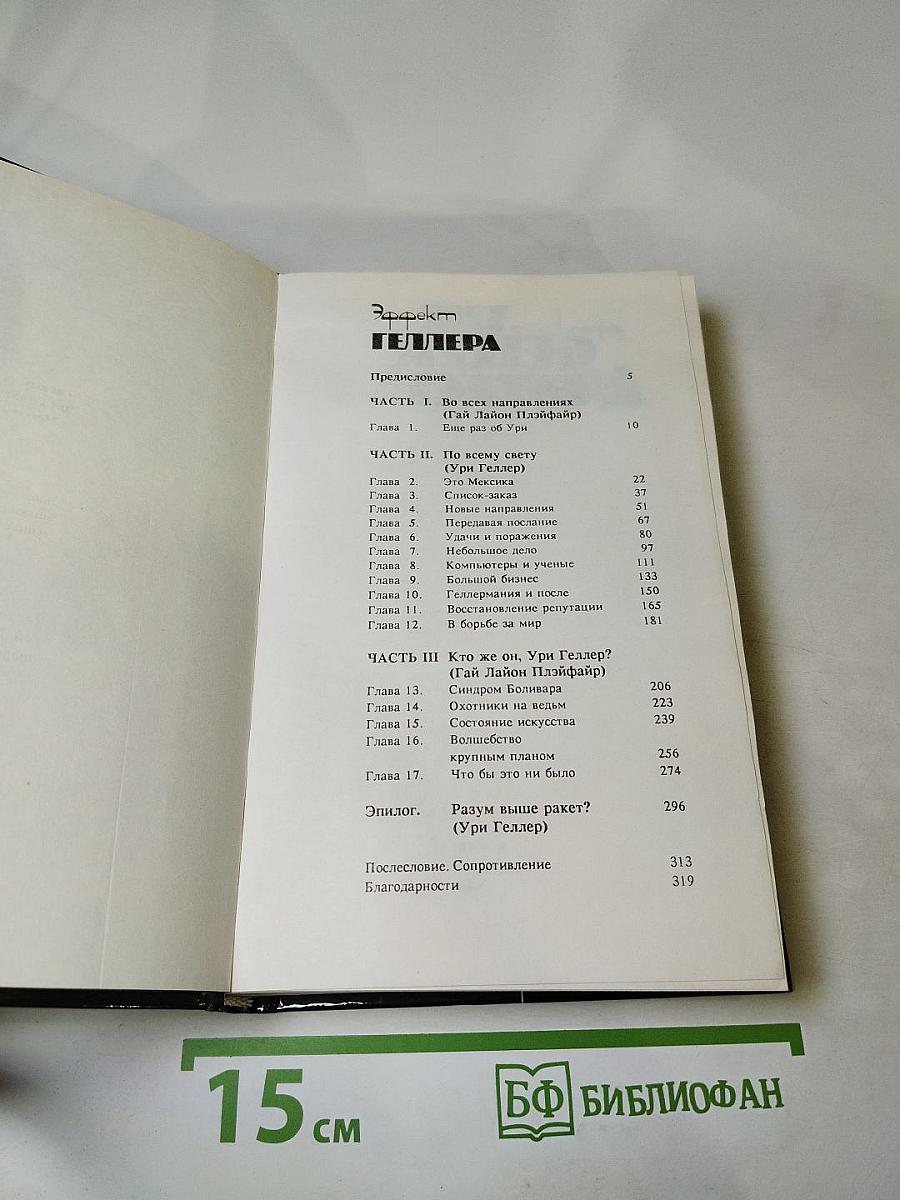 Эффект
ГЕЛЛЕРА
Предисловие 5
ЧАСТЬ I. Во всех направлениях
(Гай Лайон Плэйфайр)
Глава 1. Еще раз об Ури 10
ЧАСТЬ II. По всему свету
(Ури Геллер)
Глава 2. Это Мексика 22
Глава 3. Список-заказ 37
Глава 4. Новые направления 51
Глава 5. Передавая послание 67
Глава 6. Удачи и поражения 80
Глава 7. Небольшое дело 97
Глава 8. Компьютеры и ученые 111
Глава 9. Большой бизнес 133
Глава 10. Геллермания и после 150
Глава 11. Восстановление репутации 165
Глава 12. В борьбе за мир 181
ЧАСТЬ III Кто же он, Ури Геллер?
(Гай Лайон Плэйфайр)
Глава 13. Синдром Боливара 206
Глава 14. Охотники на ведьм 223
Глава 15. Состояние искусства 239
Глава 16. Волшебство
крупным планом 256
Глава 17. Что бы это ни было 274
Эпилог. Разум выше ракет? 296
(Ури Геллер)
Послесловие. Сопротивление 313
Благодарности 319
15 см
БФ БИБЛИОФАН